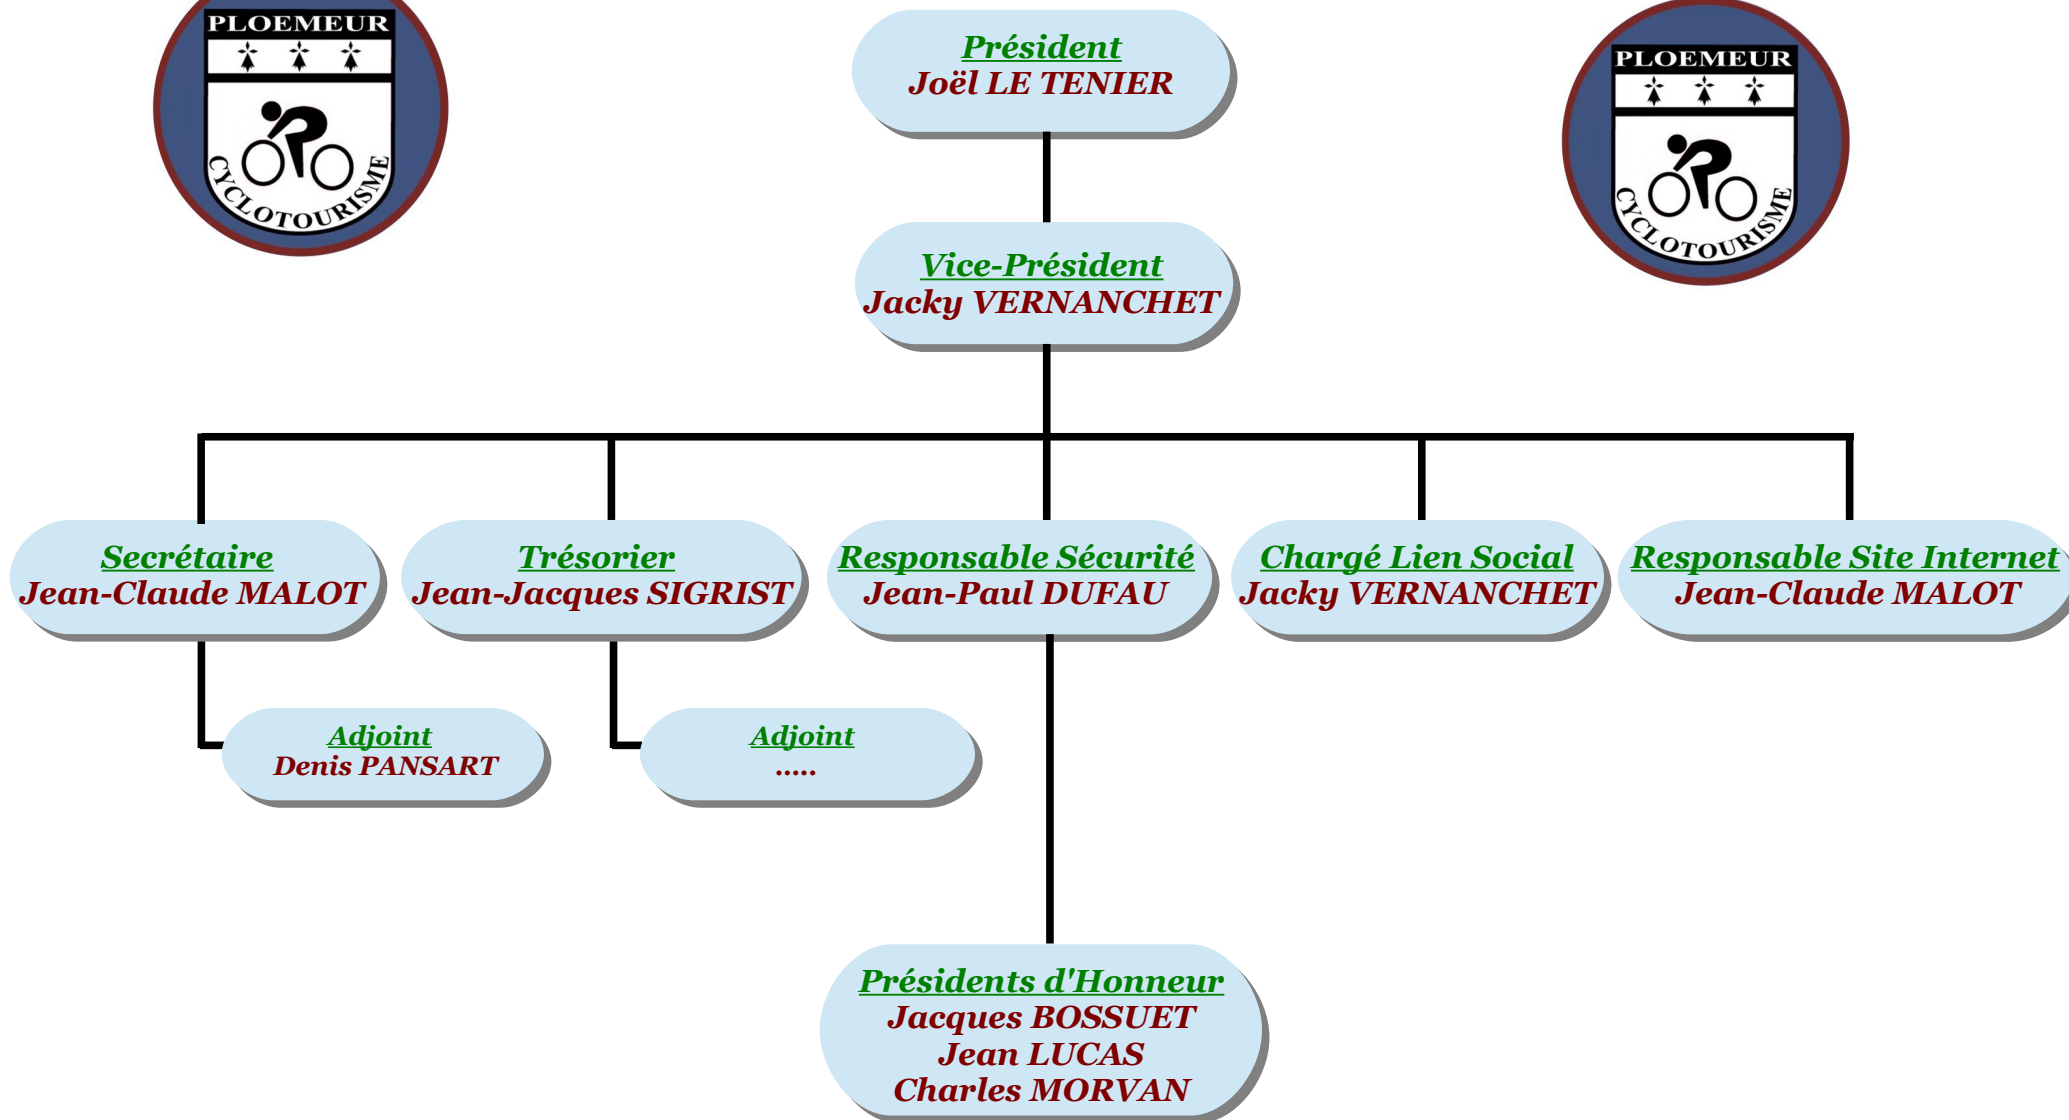 PLOEMEUR
CYCLOTOURISME
Président
Joël LE TENIER
PLOEMEUR
CYCLOTOURISME
Vice-Président
Jacky VERNANCHET
Secrétaire
Jean-Claude MALOT
Trésorier
Jean-Jacques SIGRIST
Responsable Sécurité
Jean-Paul DUFAU
Chargé Lien Social
Jacky VERNANCHET
Responsable Site Internet
Jean-Claude MALOT
Adjoint
Denis PANSART
Adjoint
.....
Présidents d'Honneur
Jacques BOSSUET
Jean LUCAS
Charles MORVAN